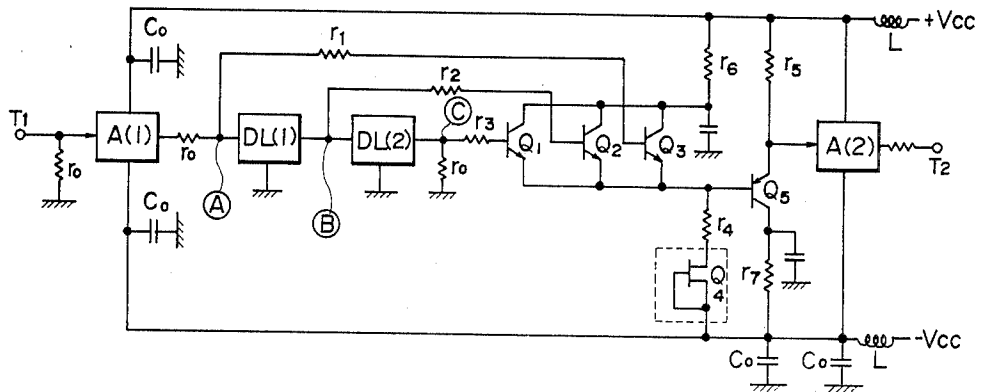 Co
r1
r6
r5
L
+Vcc
r2
C
T1
A(1)
ro
DL(1)
DL(2)
r3
Q1
Q2
Q3
A(2)
T2
ro
ro
A
B
Q5
Co
r4
Q
4
r7
Co
Co
L
-Vcc